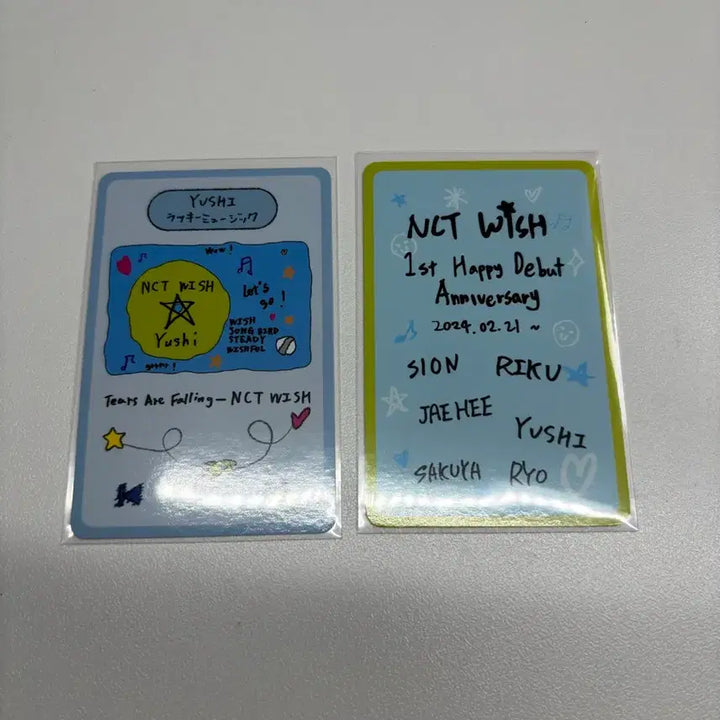 YUSHI
ラッキーミュージック
Wow!
NCT WISH
Yushi
Let's
go!
WISH
SONG BIRD
STEADY
WISHFUL
Tears Are Falling — NCT WISH
NCT WISH
1st Happy Debut
Anniversary
2024.02.21 ~
SION RIKU
JAEHEE
YUSHI
SAKUYA RYO